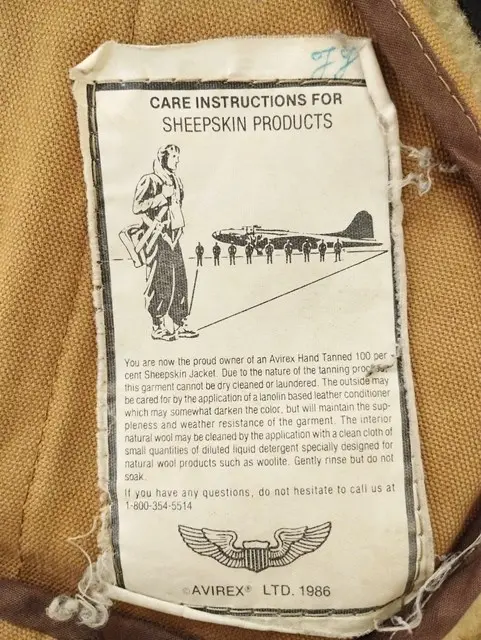 CARE INSTRUCTIONS FOR
SHEEPSKIN PRODUCTS
You are now the proud owner of an Avirex Hand Tanned 100 per
cent Sheepskin Jacket. Due to the nature of the tanning process
this garment cannot be dry cleaned or laundered. The outside may
be cared for by the application of a lanolin based leather conditioner
which may somewhat darken the color, but will maintain the sup-
pleness and weather resistance of the garment. The interior
natural wool may be cleaned by the application with a clean cloth of
small quantities of diluted liquid detergent specially designed for
natural wool products such as woolite. Gently rinse but do not
soak.
If you have any questions, do not hesitate to call us at
1-800-354-5514
©AVIREX® LTD. 1986